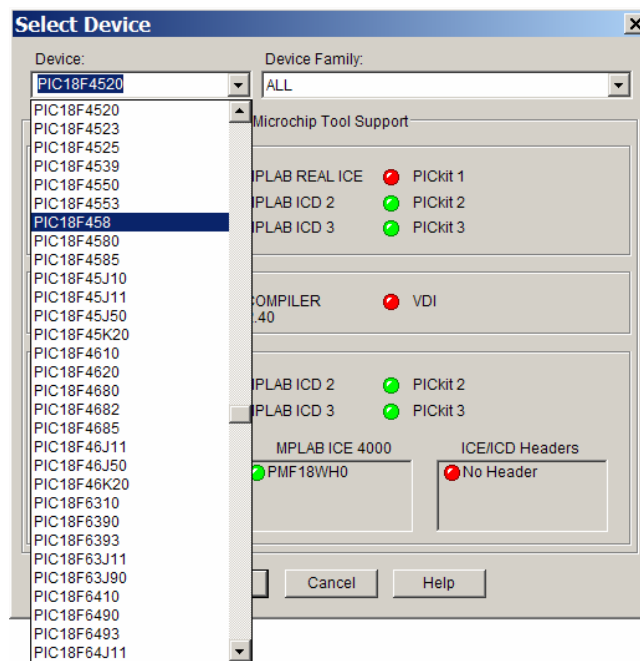 Select Device
Device:
Device Family:
PIC18F4520
ALL
PIC18F4520
PIC18F4523
PIC18F4525
PIC18F4539
PIC18F4550
PIC18F4553
PIC18F458
PIC18F4580
PIC18F4585
PIC18F45J10
PIC18F45J11
PIC18F45J50
PIC18F45K20
PIC18F4610
PIC18F4620
PIC18F4680
PIC18F4682
PIC18F4685
PIC18F46J11
PIC18F46J50
PIC18F46K20
PIC18F6310
PIC18F6390
PIC18F6393
PIC18F63J11
PIC18F63J90
PIC18F6410
PIC18F6490
PIC18F6493
PIC18F64J11
Microchip Tool Support
MPLAB REAL ICE PICkit 1
MPLAB ICD 2 PICkit 2
MPLAB ICD 3 PICkit 3
COMPILER VDI
.40
MPLAB ICD 2 PICkit 2
MPLAB ICD 3 PICkit 3
MPLAB ICE 4000 ICE/ICD Headers
PMF18WH0 No Header
Cancel Help